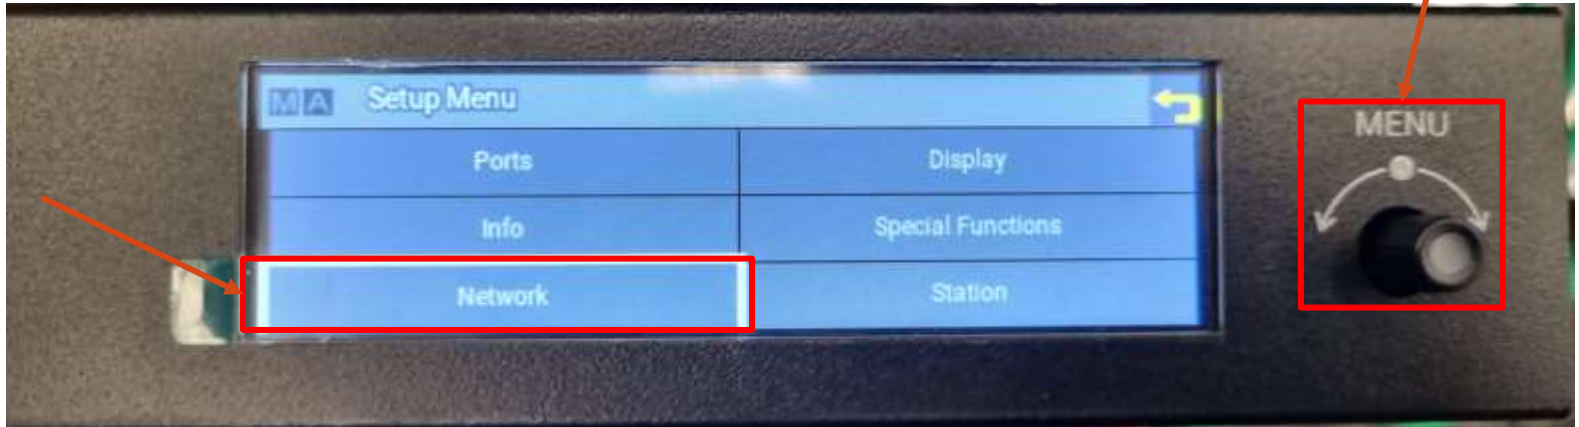 MA Setup Menu
MENU
Ports Display
Info Special Functions
Network Station